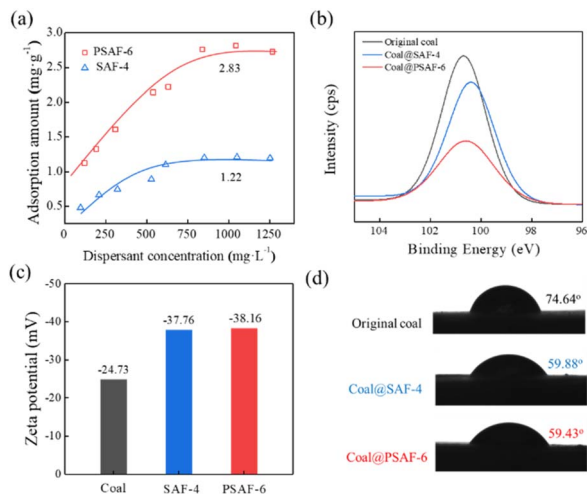 (a)
3.0
2.5
2.0
1.5
1.0
0.5
0.0
Adsorption amount (mg·g⁻¹)
PSAF-6
SAF-4
2.83
1.22
0 250 500 750 1000 1250
Dispersant concentration (mg·L⁻¹)
(b)
Intensity (cps)
Original coal
Coal@SAF-4
Coal@PSAF-6
104 102 100 98 96
Binding Energy (eV)
(c)
-50
-40
-30
-20
-10
0
Zeta potential (mV)
-24.73
-37.76
-38.16
Coal SAF-4 PSAF-6
(d)
Original coal 74.64°
Coal@SAF-4 59.88°
Coal@PSAF-6 59.43°